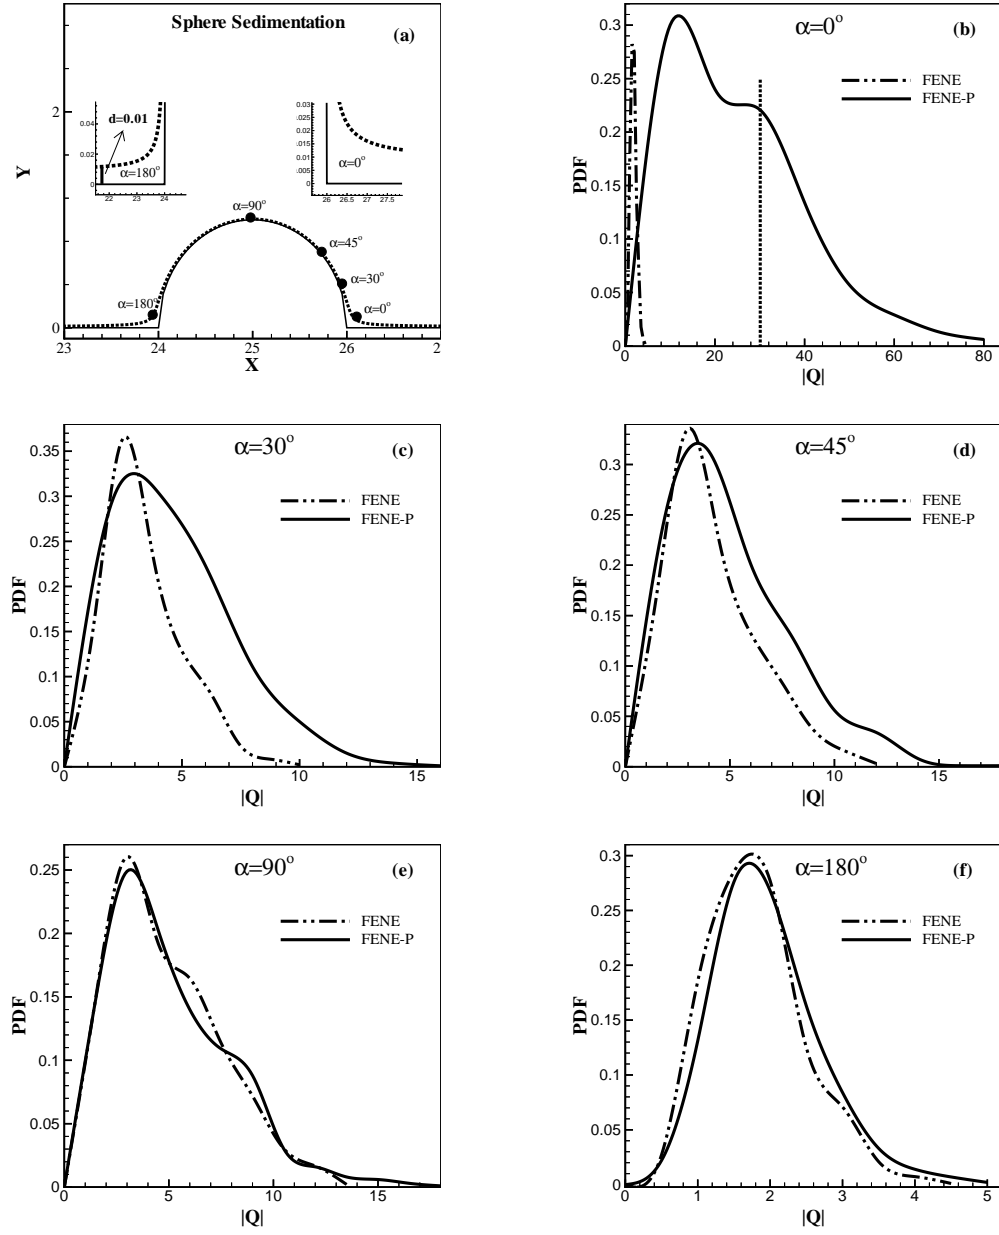 Sphere Sedimentation
(a)
Y
2
1
0
0.04
0.02
0
22
24
d=0.01
α=180°
0.03
0.025
0.02
.015
0.01
.005
0
26
26.5
27
27.5
α=0°
α=90°
α=45°
α=30°
α=180°
α=0°
23
24
25
26
2
X
α=0°
(b)
PDF
0.3
0.25
0.2
0.15
0.1
0.05
0
FENE
FENE-P
0
20
40
60
80
|Q|
α=30°
(c)
PDF
0.35
0.3
0.25
0.2
0.15
0.1
0.05
0
FENE
FENE-P
0
5
10
15
|Q|
α=45°
(d)
PDF
0.3
0.25
0.2
0.15
0.1
0.05
0
FENE
FENE-P
0
5
10
15
|Q|
α=90°
(e)
PDF
0.25
0.2
0.15
0.1
0.05
0
FENE
FENE-P
0
5
10
15
|Q|
α=180°
(f)
PDF
0.3
0.25
0.2
0.15
0.1
0.05
0
FENE
FENE-P
0
1
2
3
4
5
|Q|